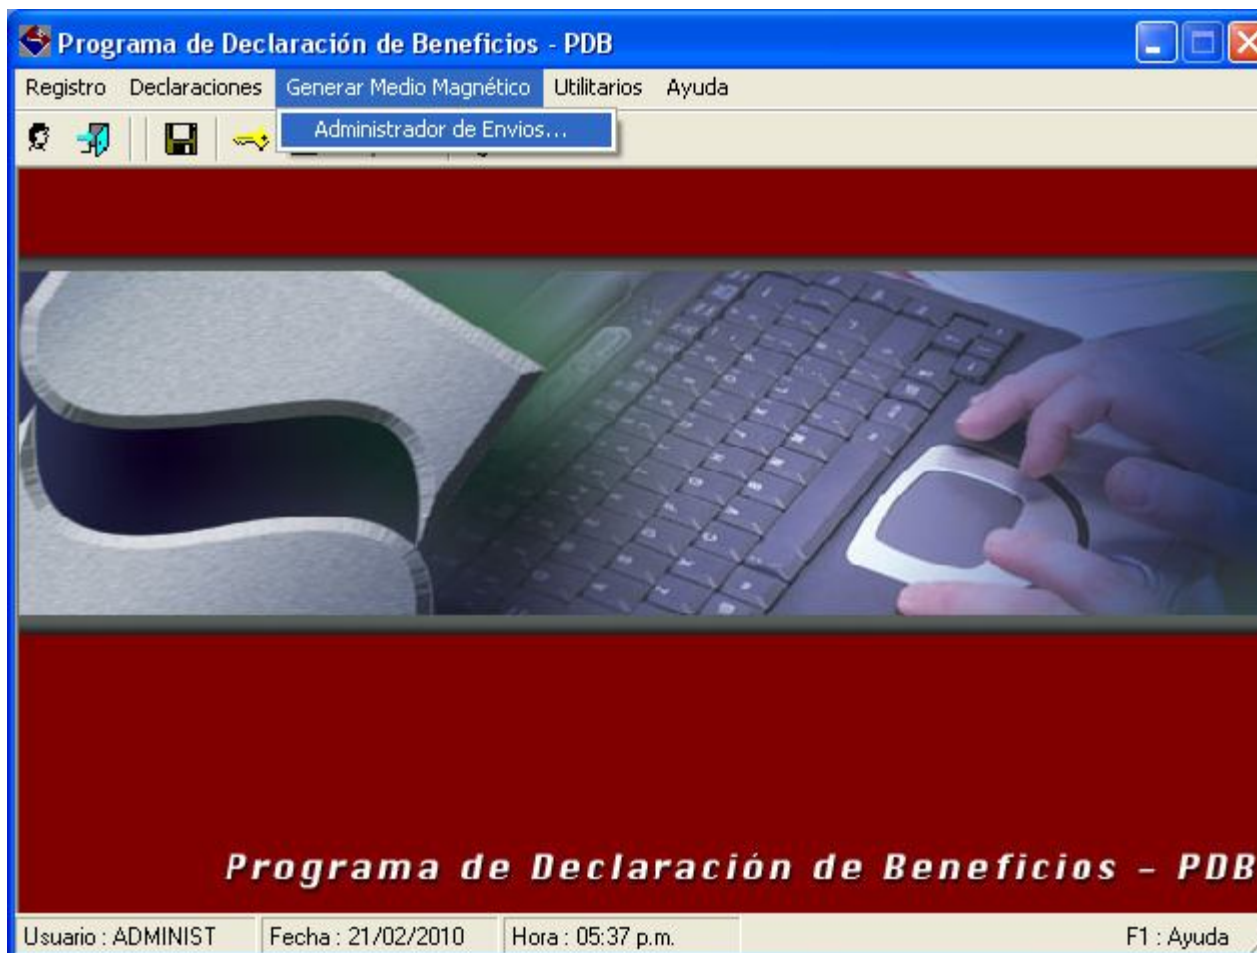 Programa de Declaración de Beneficios - PDB
Registro Declaraciones Generar Medio Magnético Utilitarios Ayuda
Administrador de Envios...
Programa de Declaración de Beneficios - PDB
Usuario : ADMINIST Fecha : 21/02/2010 Hora : 05:37 p.m. F1 : Ayuda